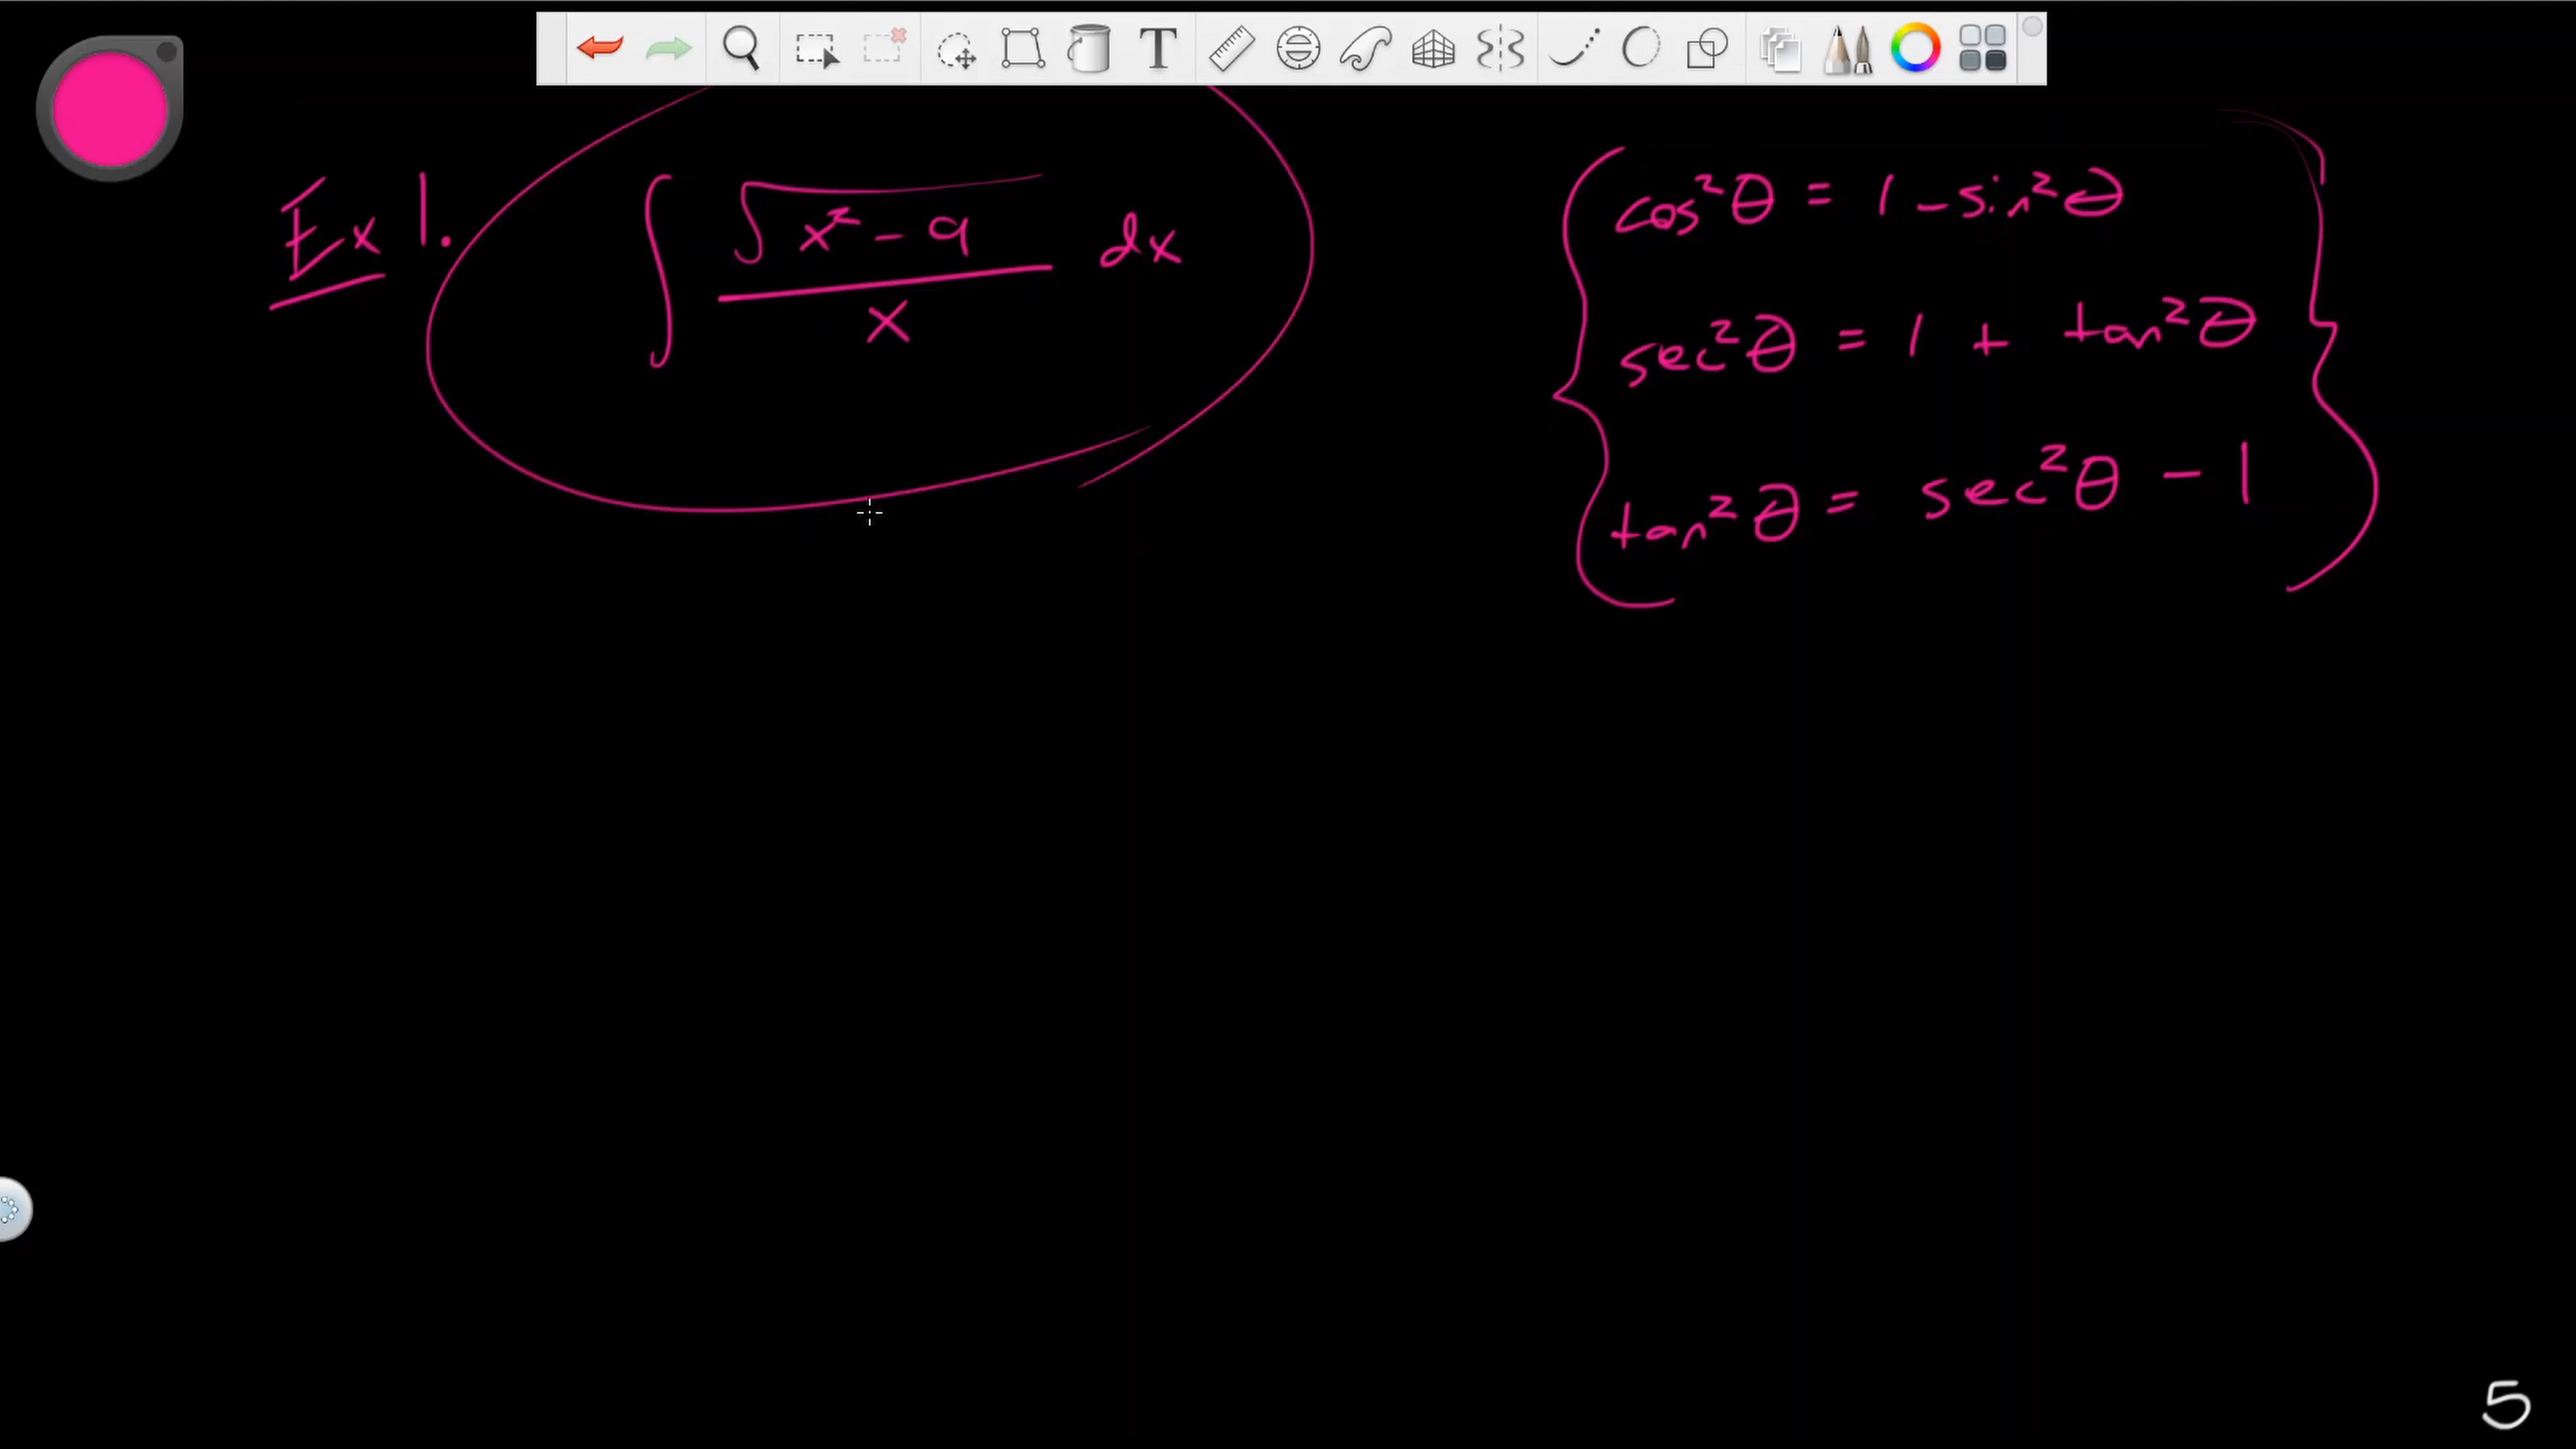 Ex 1. ∫ √(x² - 9) / x dx
cos²θ = 1 - sin²θ
sec²θ = 1 + tan²θ
tan²θ = sec²θ - 1
T
5